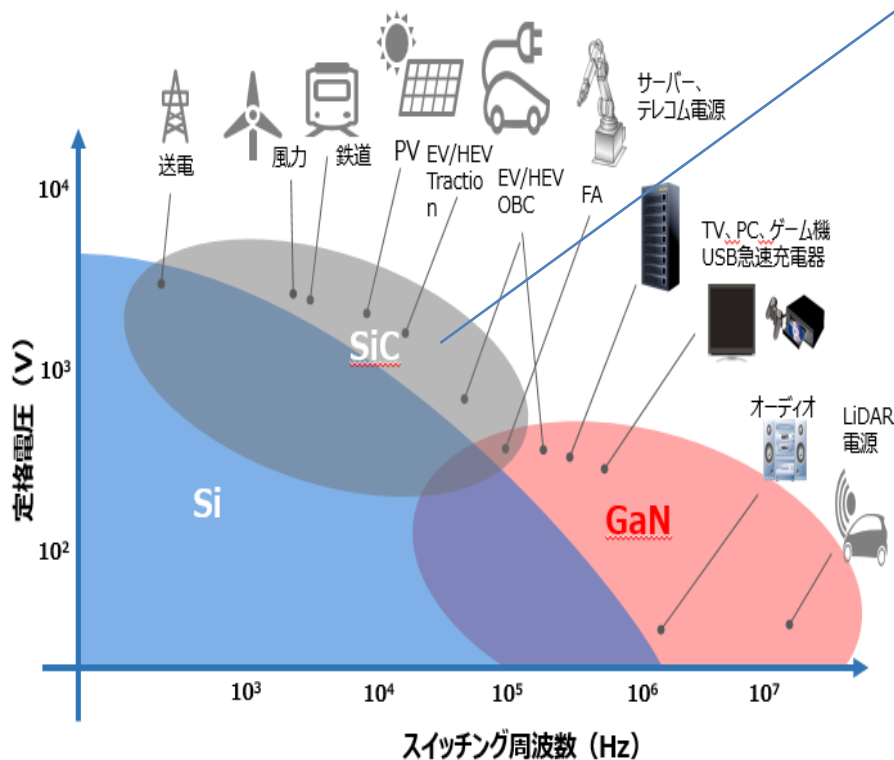 サーバー、
テレコム電源
送電
風力
鉄道
PV
EV/HEV
Tractio
n
EV/HEV
OBC
FA
TV、PC、ゲーム機
USB急速充電器
オーディオ
LiDAR
電源
定格電圧（V）
10⁴
10³
10²
SiC
Si
GaN
10³
10⁴
10⁵
10⁶
10⁷
スイッチング周波数（Hz）